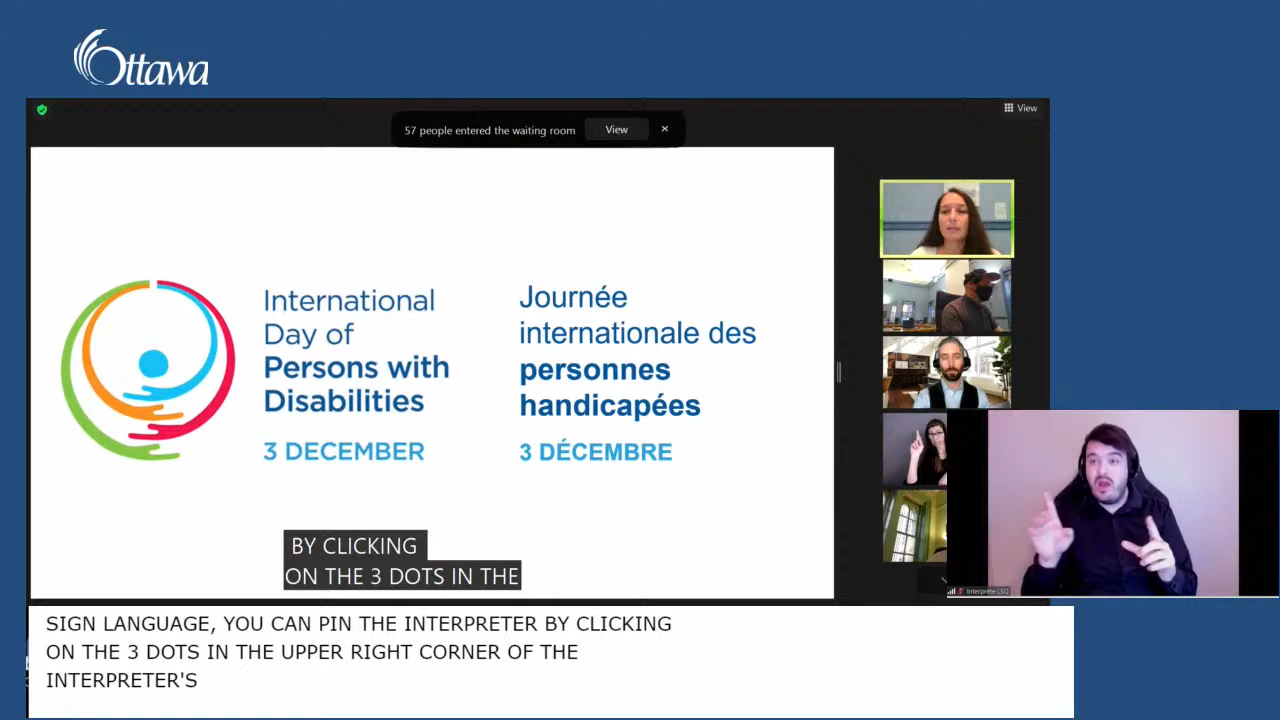 Ottawa
View
57 people entered the waiting room View ×
International
Day of
Persons with
Disabilities
3 DECEMBER
Journée
internationale des
personnes
handicapées
3 DÉCEMBRE
BY CLICKING
ON THE 3 DOTS IN THE
Interprète LSQ
SIGN LANGUAGE, YOU CAN PIN THE INTERPRETER BY CLICKING
ON THE 3 DOTS IN THE UPPER RIGHT CORNER OF THE
INTERPRETER'S